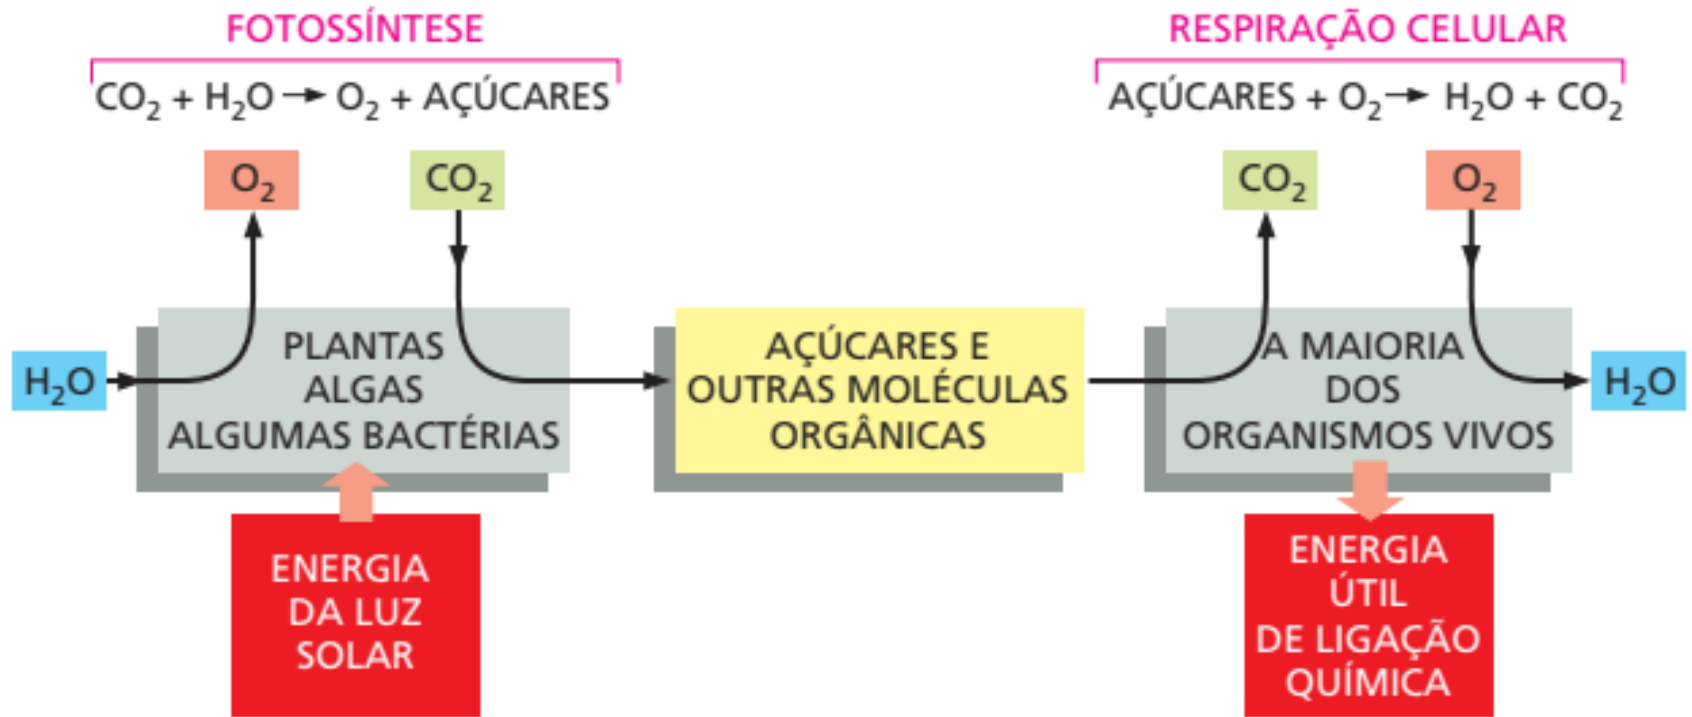 FOTOSSÍNTESE
CO₂ + H₂O → O₂ + AÇÚCARES
O₂
CO₂
H₂O
PLANTAS
ALGAS
ALGUMAS BACTÉRIAS
ENERGIA
DA LUZ
SOLAR
AÇÚCARES E
OUTRAS MOLÉCULAS
ORGÂNICAS
RESPIRAÇÃO CELULAR
AÇÚCARES + O₂ → H₂O + CO₂
CO₂
O₂
A MAIORIA
DOS
ORGANISMOS VIVOS
H₂O
ENERGIA
ÚTIL
DE LIGAÇÃO
QUÍMICA